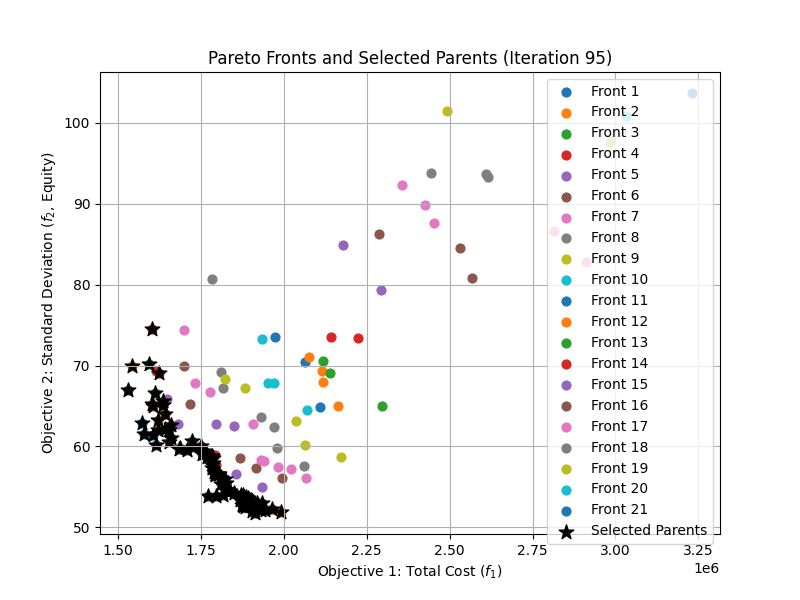 Pareto Fronts and Selected Parents (Iteration 95)
Objective 2: Standard Deviation (f₂, Equity)
100
90
80
70
60
50
1.50
1.75
2.00
2.25
2.50
2.75
3.00
3.25
1e6
Objective 1: Total Cost (f₁)
Front 1
Front 2
Front 3
Front 4
Front 5
Front 6
Front 7
Front 8
Front 9
Front 10
Front 11
Front 12
Front 13
Front 14
Front 15
Front 16
Front 17
Front 18
Front 19
Front 20
Front 21
Selected Parents